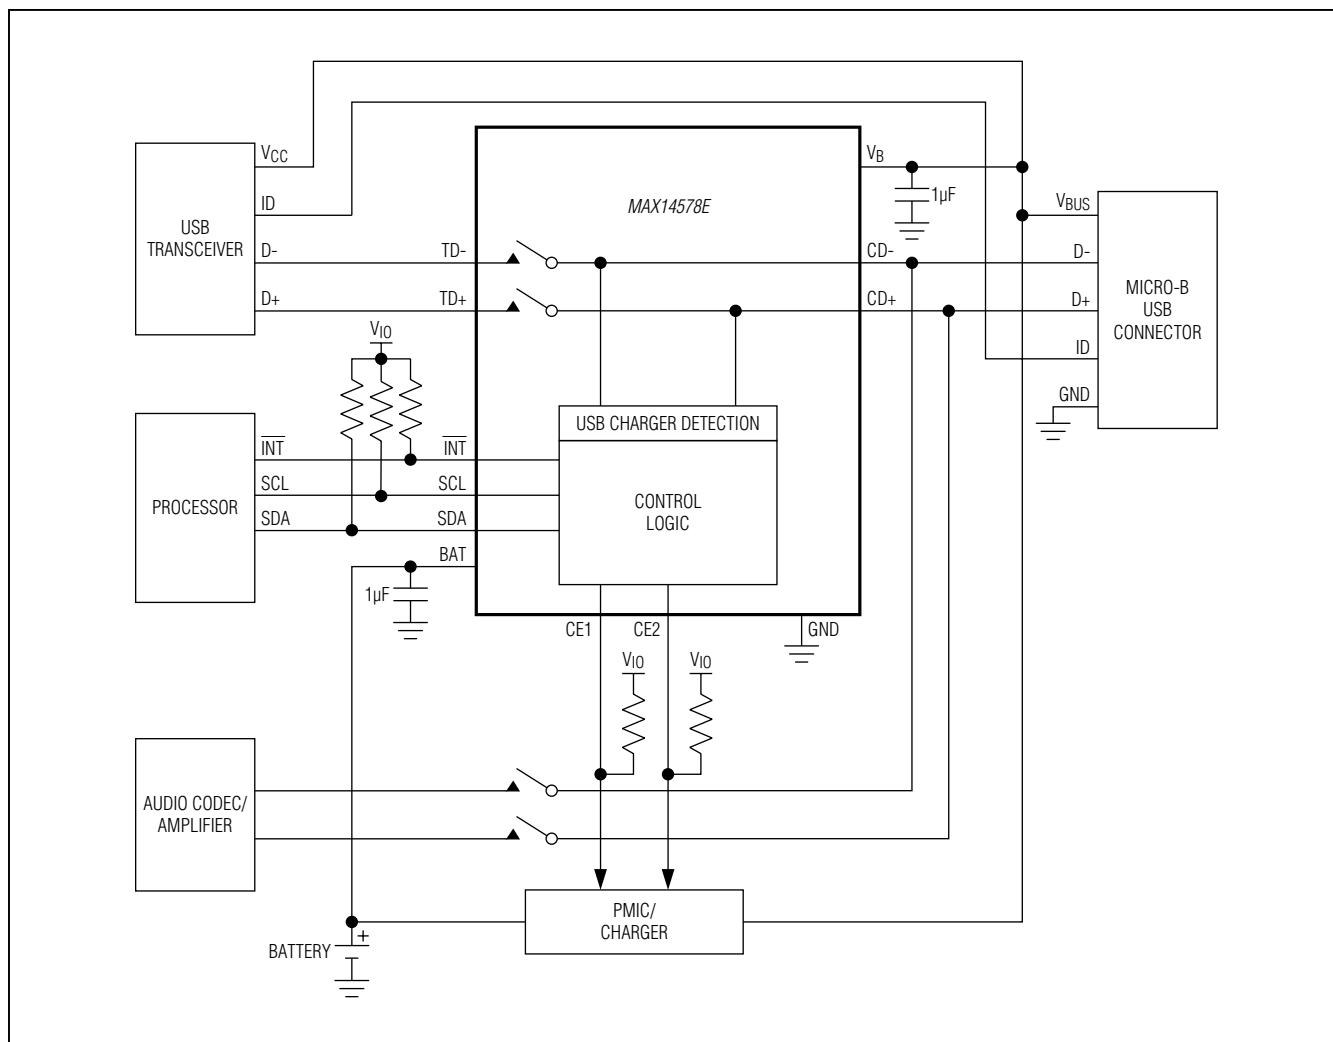 VCC
VB
MAX14578E
1µF
ID
VBUS
USB
TRANSCEIVER
D-
TD-
CD-
D-
D+
TD+
CD+
D+
MICRO-B
USB
CONNECTOR
VIO
ID
GND
USB CHARGER DETECTION
INT
INT
SCL
SCL
PROCESSOR
CONTROL
LOGIC
SDA
SDA
BAT
1µF
CE1
CE2
GND
VIO
VIO
AUDIO CODEC/
AMPLIFIER
PMIC/
CHARGER
+
BATTERY